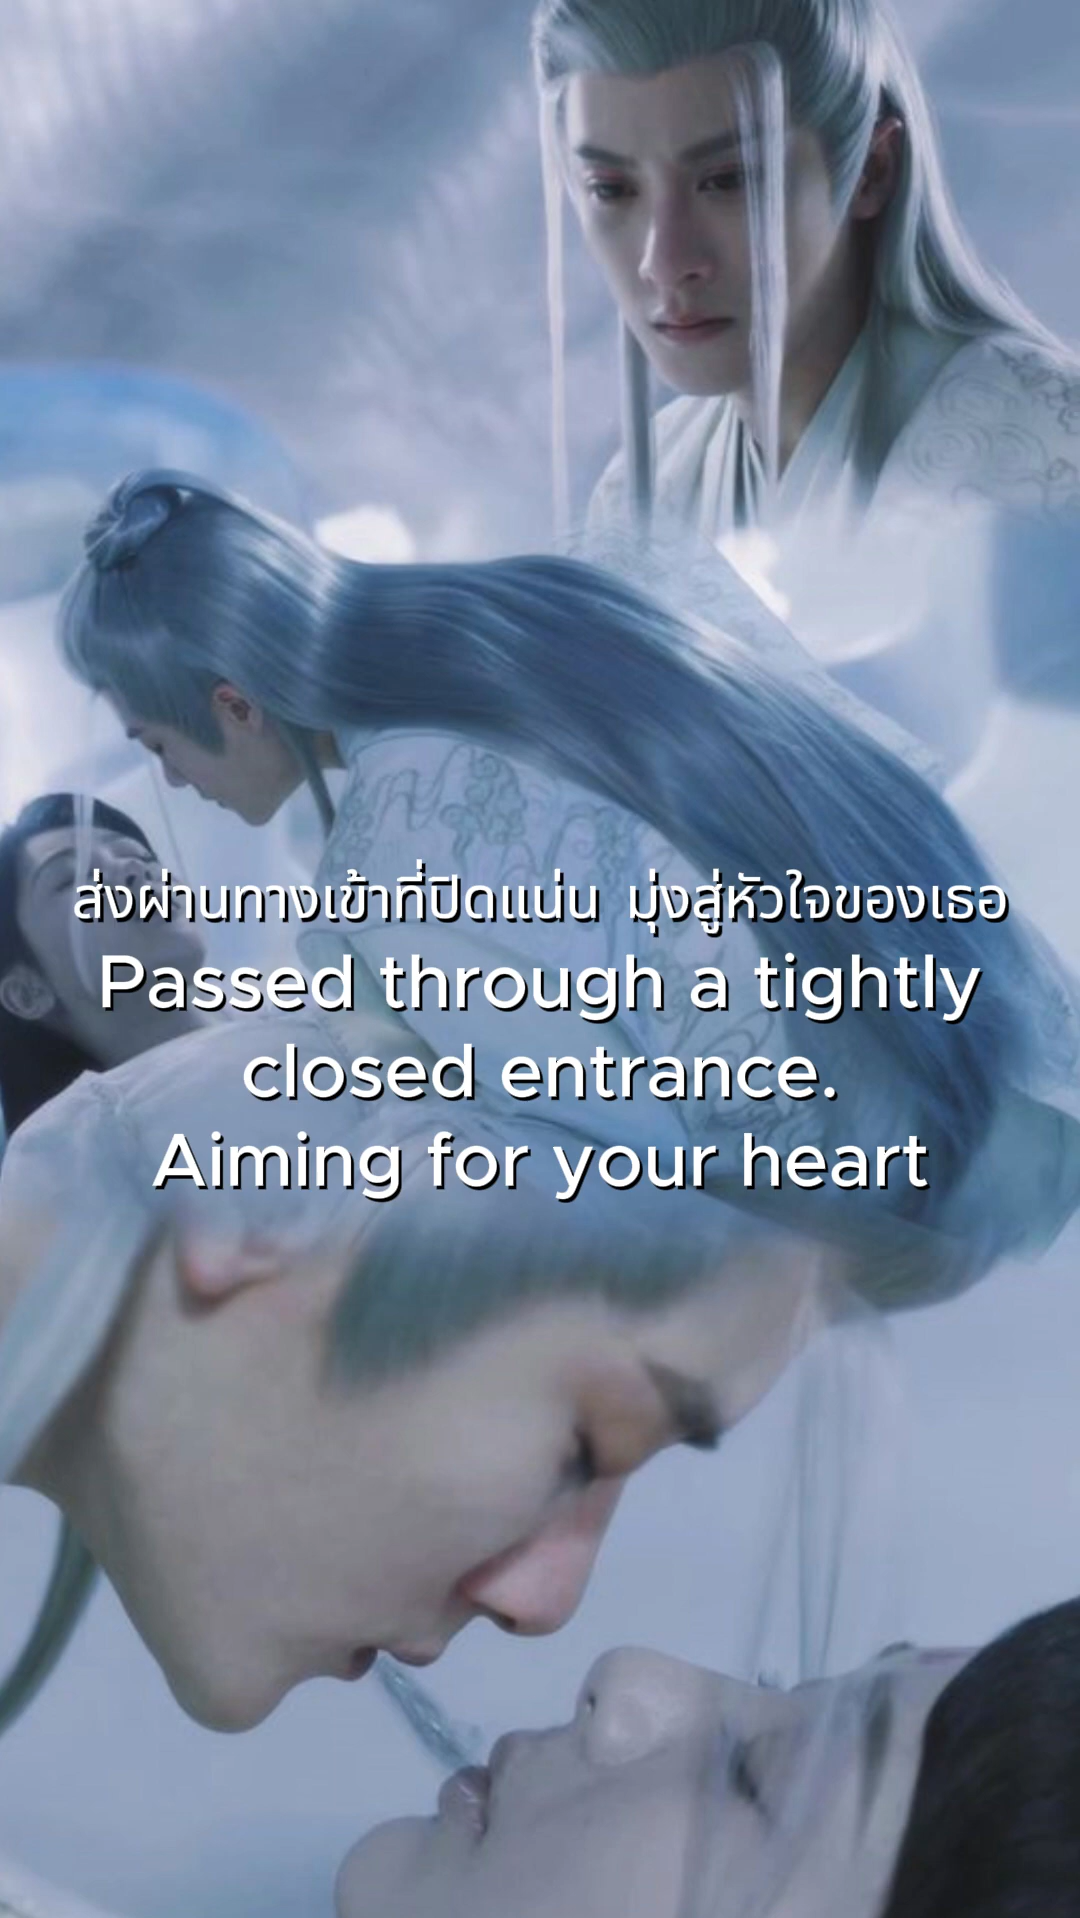 ส่งผ่านทางเข้าที่ปิดแน่น มุ่งสู่หัวใจของเธอ
Passed through a tightly
closed entrance.
Aiming for your heart